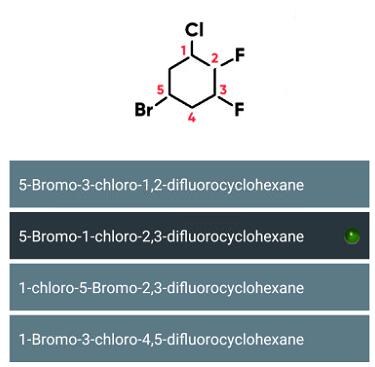 Cl
1
2
F
5
3
Br
F
4
5-Bromo-3-chloro-1,2-difluorocyclohexane
5-Bromo-1-chloro-2,3-difluorocyclohexane
1-chloro-5-Bromo-2,3-difluorocyclohexane
1-Bromo-3-chloro-4,5-difluorocyclohexane